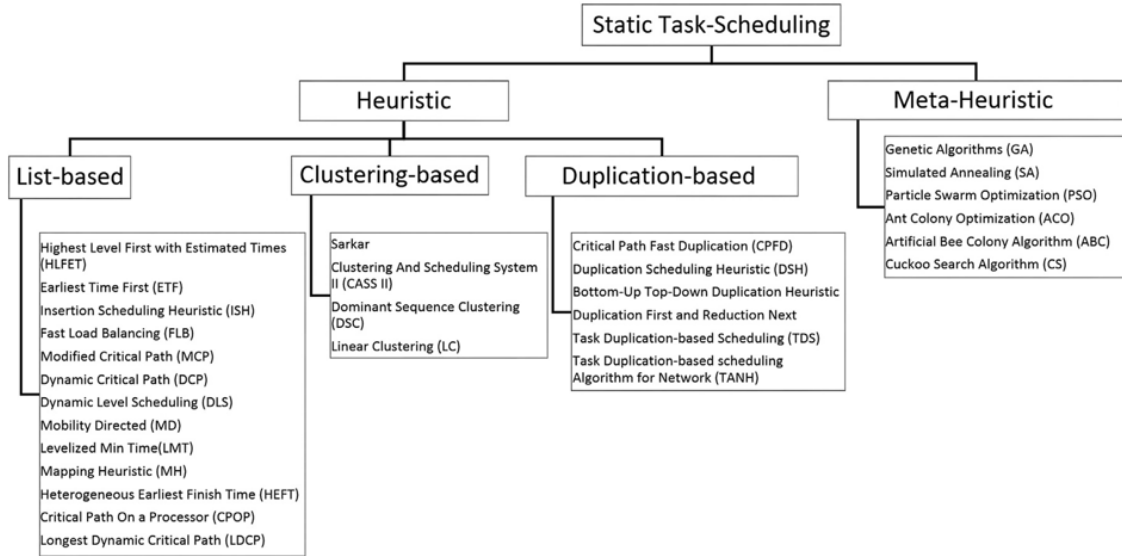 Static Task-Scheduling
Heuristic
Meta-Heuristic
List-based
Clustering-based
Duplication-based
Highest Level First with Estimated Times
(HLFET)
Earliest Time First (ETF)
Insertion Scheduling Heuristic (ISH)
Fast Load Balancing (FLB)
Modified Critical Path (MCP)
Dynamic Critical Path (DCP)
Dynamic Level Scheduling (DLS)
Mobility Directed (MD)
Levelized Min Time(LMT)
Mapping Heuristic (MH)
Heterogeneous Earliest Finish Time (HEFT)
Critical Path On a Processor (CPOP)
Longest Dynamic Critical Path (LDCP)
Sarkar
Clustering And Scheduling System
II (CASS II)
Dominant Sequence Clustering
(DSC)
Linear Clustering (LC)
Critical Path Fast Duplication (CPFD)
Duplication Scheduling Heuristic (DSH)
Bottom-Up Top-Down Duplication Heuristic
Duplication First and Reduction Next
Task Duplication-based Scheduling (TDS)
Task Duplication-based scheduling
Algorithm for Network (TANH)
Genetic Algorithms (GA)
Simulated Annealing (SA)
Particle Swarm Optimization (PSO)
Ant Colony Optimization (ACO)
Artificial Bee Colony Algorithm (ABC)
Cuckoo Search Algorithm (CS)